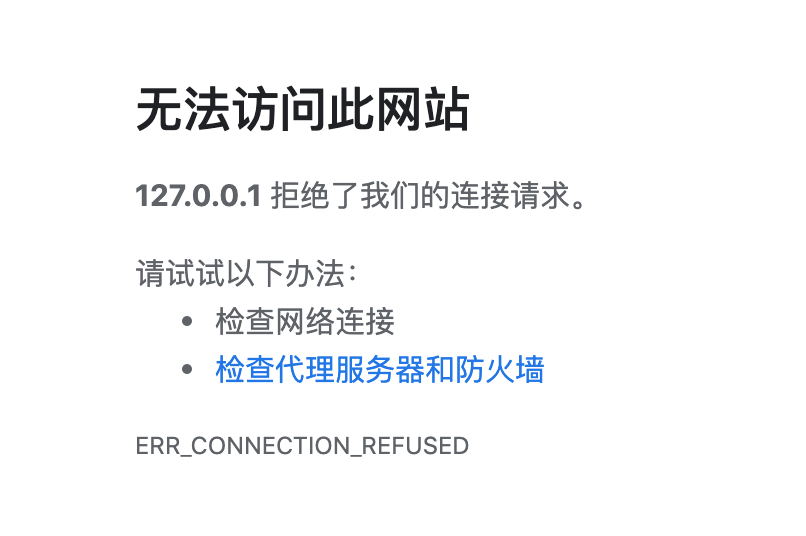 无法访问此网站
127.0.0.1 拒绝了我们的连接请求。
请试试以下办法：
• 检查网络连接
• 检查代理服务器和防火墙
ERR_CONNECTION_REFUSED